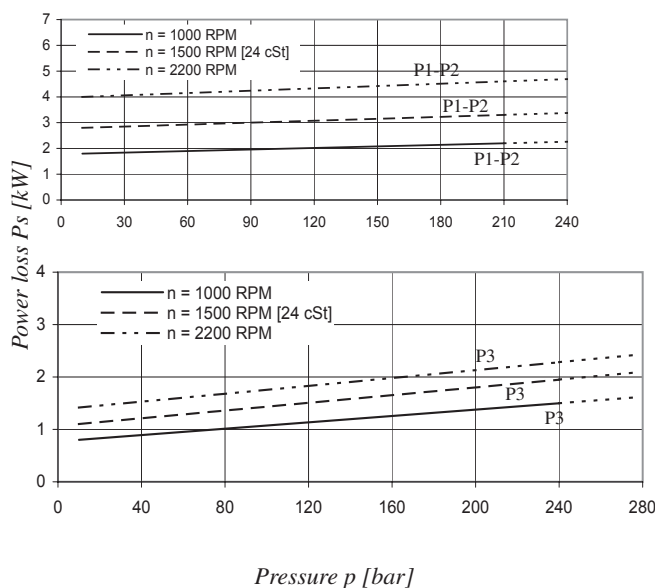 7
6
5
4
3
2
1
0
n = 1000 RPM
n = 1500 RPM [24 cSt]
n = 2200 RPM
P1-P2
P1-P2
P1-P2
0 30 60 90 120 150 180 210 240
Power loss Ps [kW]
4
3
2
1
0
n = 1000 RPM
n = 1500 RPM [24 cSt]
n = 2200 RPM
P3
P3
P3
0 40 80 120 160 200 240 280
Pressure p [bar]